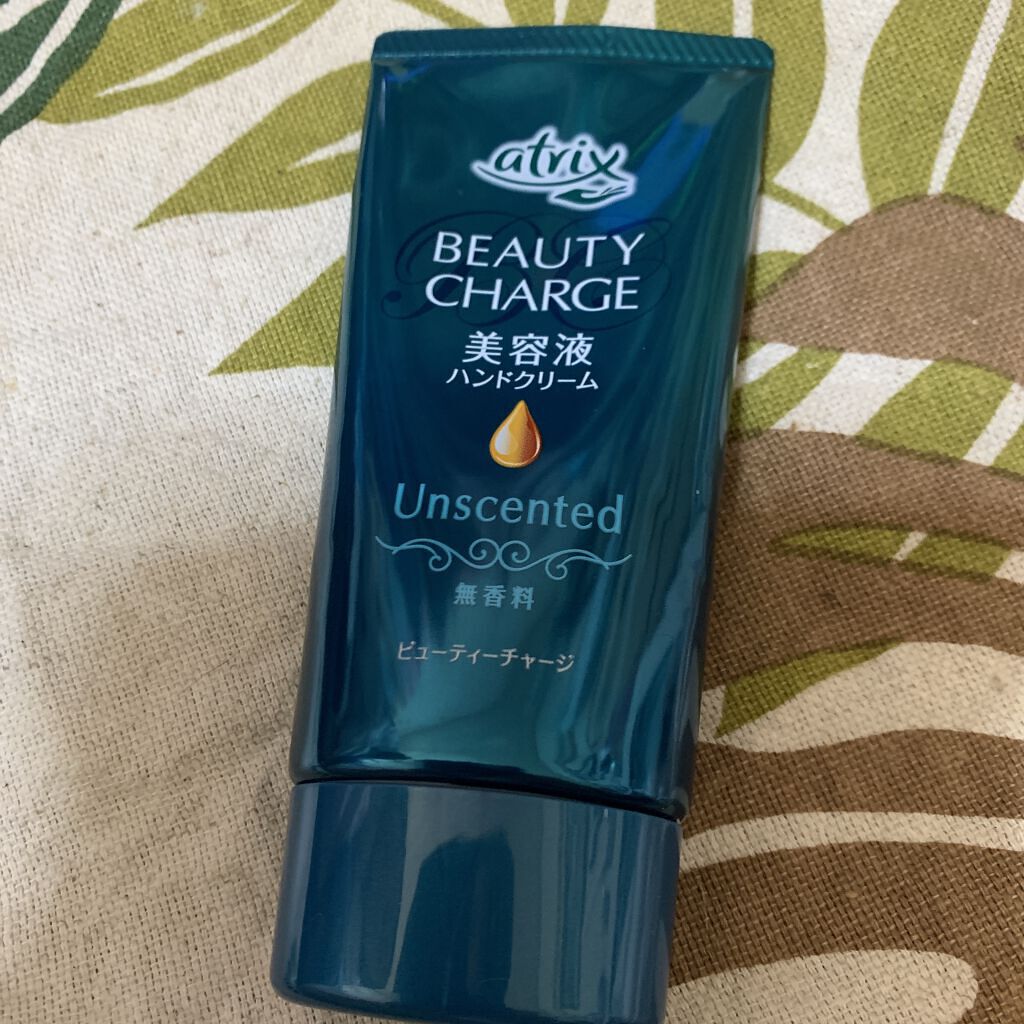 atrix
BEAUTY
CHARGE
美容液
ハンドクリーム
Unscented
無香料
ビューティーチャージ